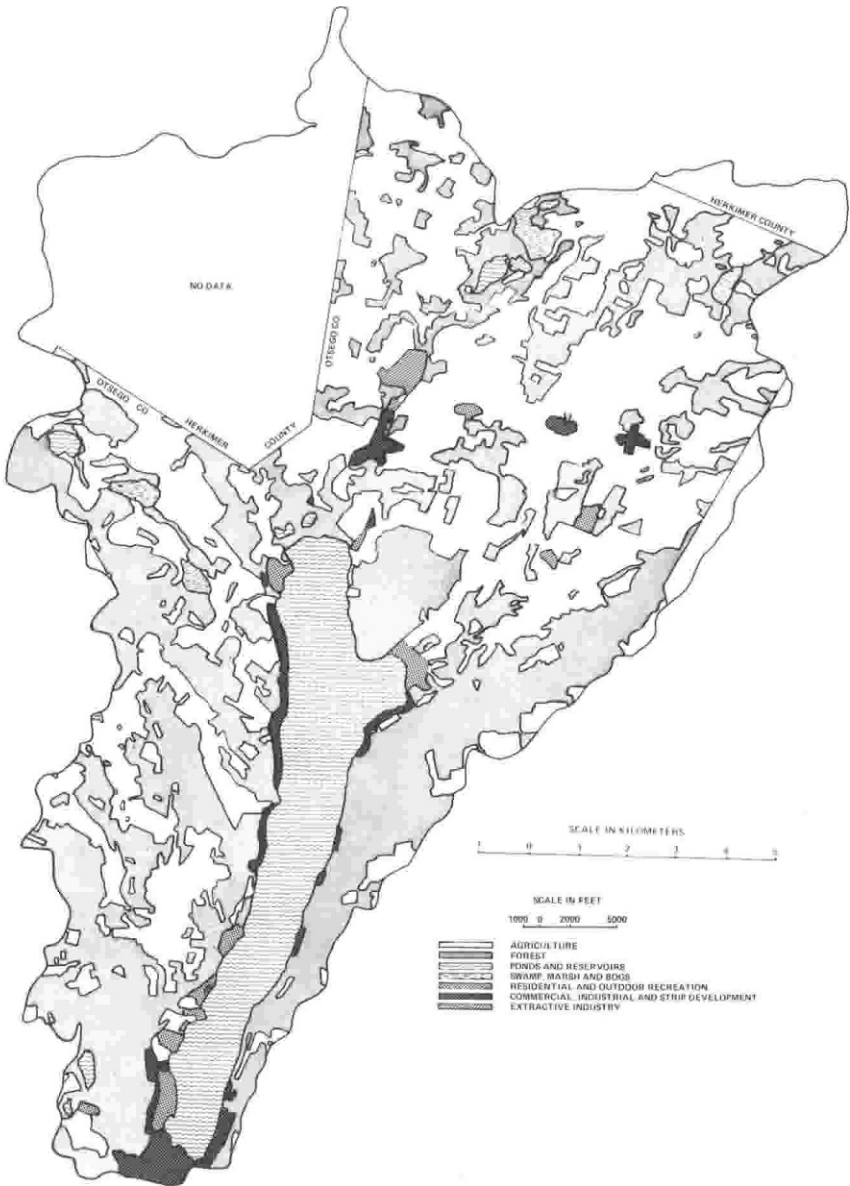 HERKIMER COUNTY
NO DATA
OTSEGO CO
OTSEGO CO
HERKIMER COUNTY
SCALE IN KILOMETERS
1 0 1 2 3 4 5
SCALE IN FEET
1000 0 2000 5000
AGRICULTURE
FOREST
PONDS AND RESERVOIRS
SWAMP, MARSH AND BOGS
RESIDENTIAL AND OUTDOOR RECREATION
COMMERCIAL, INDUSTRIAL AND STRIP DEVELOPMENT
EXTRACTIVE INDUSTRY